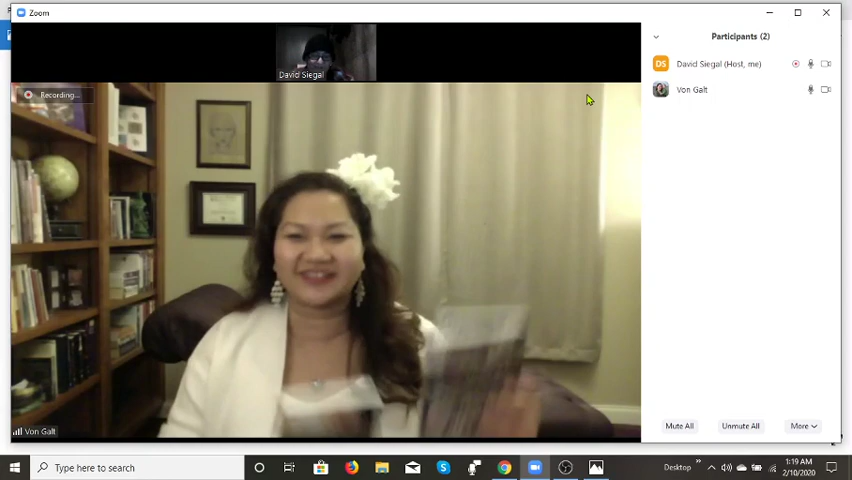 Zoom
David Siegal
Recording...
Von Galt
Participants (2)
DS
David Siegal (Host, me)
Von Galt
Mute All
Unmute All
More
Type here to search
Desktop
1:19 AM
2/10/2020